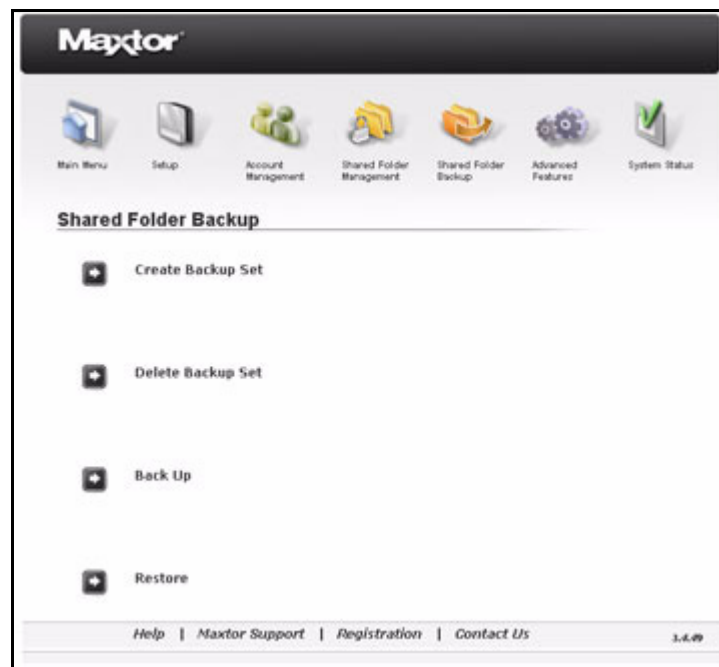 Maxtor
Main Menu
Setup
Account Management
Shared Folder Management
Shared Folder Backup
Advanced Features
System Status
Shared Folder Backup
Create Backup Set
Delete Backup Set
Back Up
Restore
Help | Maxtor Support | Registration | Contact Us